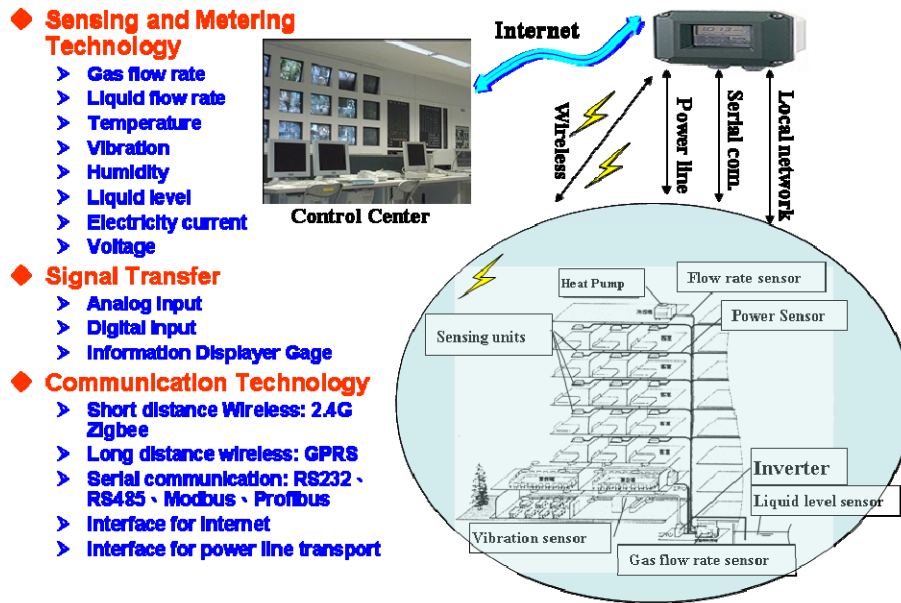 Sensing and Metering
Technology
Gas flow rate
Liquid flow rate
Temperature
Vibration
Humidity
Liquid level
Electricity current
Voltage
Signal Transfer
Analog Input
Digital Input
Information Displayer Gage
Communication Technology
Short distance Wireless: 2.4G
Zigbee
Long distance wireless: GPRS
Serial communication: RS232、
RS485、Modbus、Profibus
Interface for Internet
Interface for power line transport
Control Center
Internet
Wireless
Power line
Serial com.
Local network
Heat Pump
Flow rate sensor
Power Sensor
Sensing units
Inverter
Liquid level sensor
Vibration sensor
Gas flow rate sensor